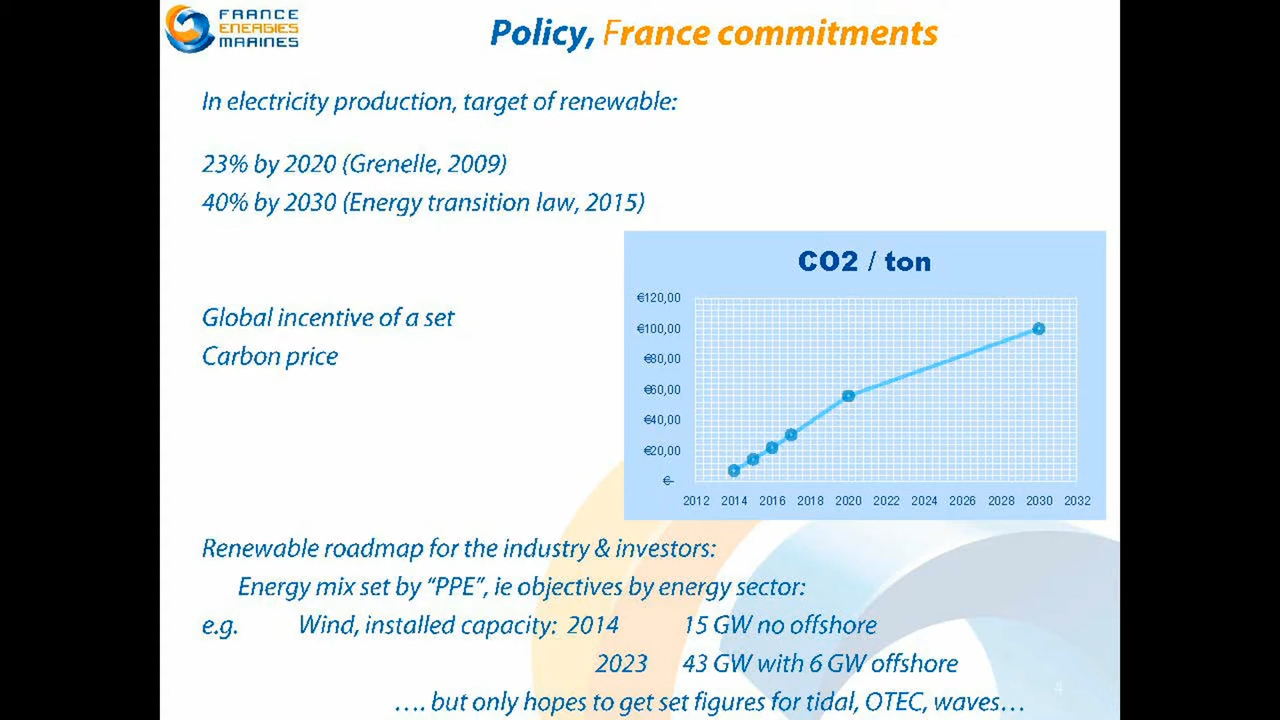 FRANCE
ENERGIES
MARINES
Policy, France commitments
In electricity production, target of renewable:
23% by 2020 (Grenelle, 2009)
40% by 2030 (Energy transition law, 2015)
Global incentive of a set
Carbon price
CO2 / ton
€120,00
€100,00
€80,00
€60,00
€40,00
€20,00
€-
2012 2014 2016 2018 2020 2022 2024 2026 2028 2030 2032
Renewable roadmap for the industry & investors:
Energy mix set by “PPE”, ie objectives by energy sector:
e.g. Wind, installed capacity: 2014 15 GW no offshore
2023 43 GW with 6 GW offshore
4
…. but only hopes to get set figures for tidal, OTEC, waves…